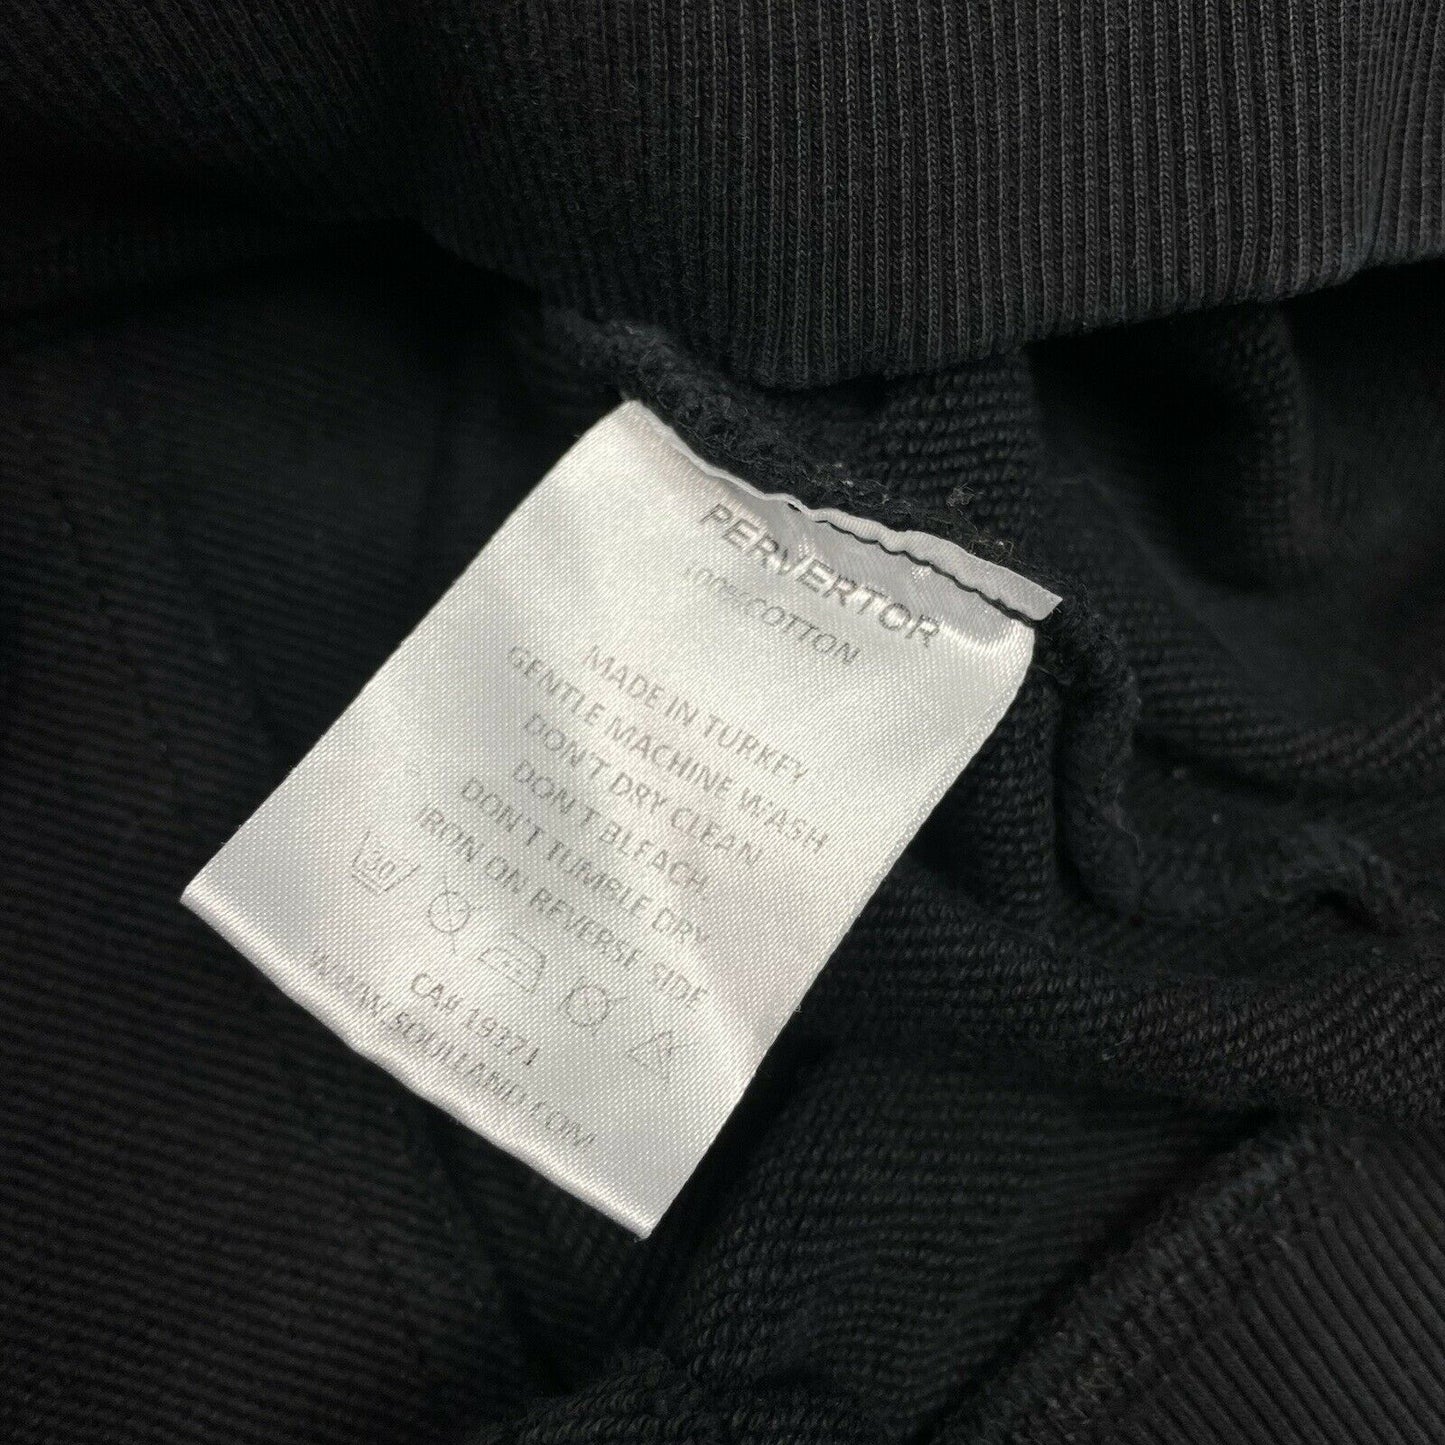 PERVERTOR
100% COTTON
MADE IN TURKEY
GENTLE MACHINE WASH
DON'T DRY CLEAN
DON'T BLEACH
DON'T TUMBLE DRY
IRON ON REVERSE SIDE
30
CA# 19371
WWW.SOULLAND.COM